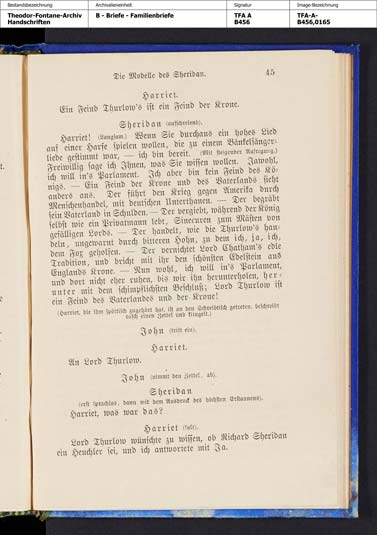 Bestandsbezeichnung
Theodor-Fontane-Archiv
Handschriften
Archivalieneinheit
B - Briefe - Familienbriefe
Signatur
TFA A
B456
Image-Bezeichnung
TFA-A-
B456,0165
Die Modelle des Sheridan. 45
Harriet.
Ein Feind Thurlow's ist ein Feind der Krone.
Sheridan (aufscherzend).
Harriet! (Langsam.) Wenn Sie durchaus ein hohes Lied
auf einer Harfe spielen wollen, die zu einem Bänkelsänger-
liede gestimmt war, — ich bin bereit. (Mit steigender Aufregung.)
Freiwillig sage ich Ihnen, was Sie wissen wollen. Jawohl,
ich will in's Parlament. Ich aber bin kein Feind des Kö-
nigs. — Ein Feind der Krone und des Vaterlands sieht
anders aus. Der führt den Krieg gegen Amerika durch
Menschenhandel, mit deutschen Unterthanen. — Der begräbt
sein Vaterland in Schulden. — Der vergiebt, während der König
selbst wie ein Privatmann lebt, Sinecuren zum Mästen von
gefälligen Lords. — Der handelt, wie die Thurlow's han-
deln, ungewarnt durch bitteren Hohn, zu dem ich, ja, ich,
dem Fox geholfen. — Der vernichtet Lord Chatham's edle
Tradition, und bricht mit ihr den schönsten Edelstein aus
Englands Krone. — Nun wohl, ich will in's Parlament,
und dort nicht eher ruhen, bis wir ihn herunterholen, her-
unter mit dem schimpflichsten Beschluß; Lord Thurlow ist
ein Feind des Vaterlandes und der Krone!
(Harriet, die ihm spöttisch zugehört hat, ist an den Schreibtisch getreten, beschreibt
rasch einen Zettel und klingelt.)
John (tritt ein).
Harriet.
An Lord Thurlow.
John (nimmt den Zettel, ab).
Sheridan
(erst sprachlos, dann mit dem Ausdruck des höchsten Erstaunens).
Harriet, was war das?
Harriet (kalt).
Lord Thurlow wünschte zu wissen, ob Richard Sheridan
ein Heuchler sei, und ich antwortete mit Ja.